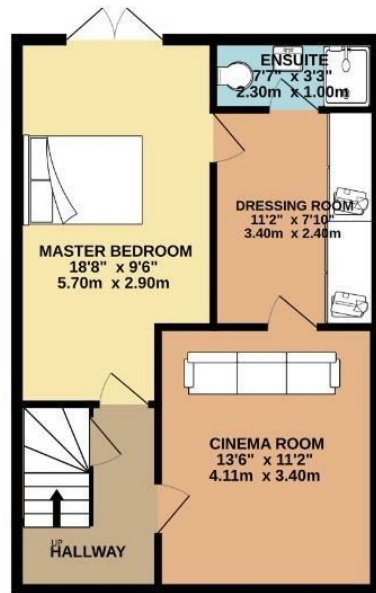 ENSUITE
7'7" x 3'3"
2.30m x 1.00m
DRESSING ROOM
11'2" x 7'10"
3.40m x 2.40m
MASTER BEDROOM
18'8" x 9'6"
5.70m x 2.90m
CINEMA ROOM
13'6" x 11'2"
4.11m x 3.40m
UP
HALLWAY